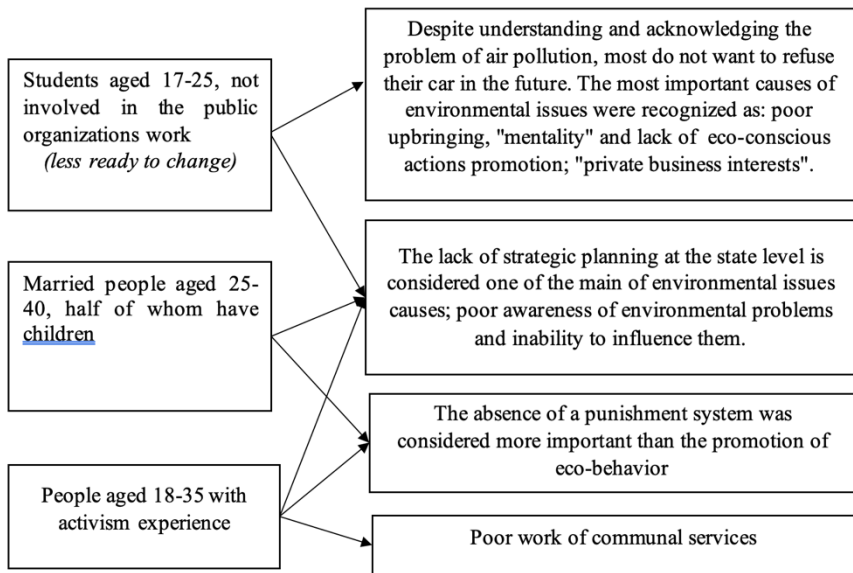 Students aged 17-25, not
involved in the public
organizations work
(less ready to change)
Married people aged 25-
40, half of whom have
children
People aged 18-35 with
activism experience
Despite understanding and acknowledging the
problem of air pollution, most do not want to refuse
their car in the future. The most important causes of
environmental issues were recognized as: poor
upbringing, "mentality" and lack of eco-conscious
actions promotion; "private business interests".
The lack of strategic planning at the state level is
considered one of the main of environmental issues
causes; poor awareness of environmental problems
and inability to influence them.
The absence of a punishment system was
considered more important than the promotion of
eco-behavior
Poor work of communal services